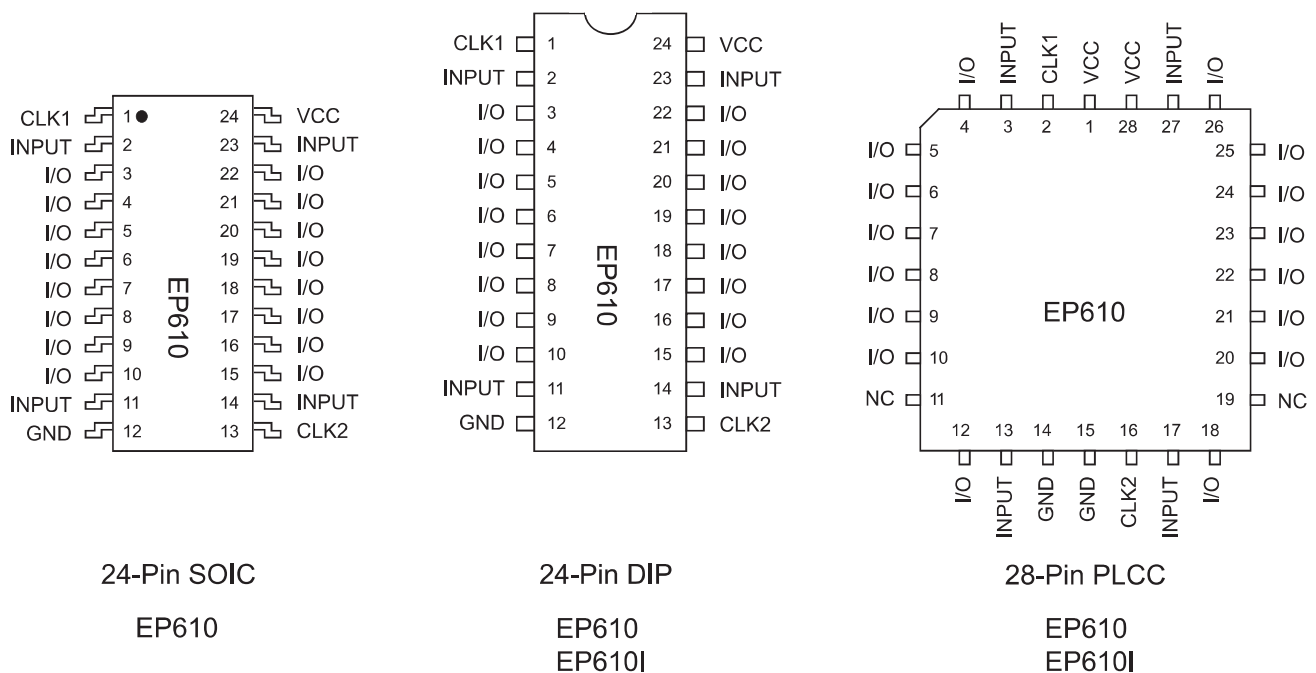 CLK1 1 24 VCC
INPUT 2 23 INPUT
I/O 3 22 I/O
I/O 4 21 I/O
I/O 5 20 I/O
I/O 6 19 I/O
I/O 7 18 I/O
I/O 8 17 I/O
I/O 9 16 I/O
I/O 10 15 I/O
INPUT 11 14 INPUT
GND 12 13 CLK2
EP610
24-Pin SOIC
EP610
CLK1 1 24 VCC
INPUT 2 23 INPUT
I/O 3 22 I/O
I/O 4 21 I/O
I/O 5 20 I/O
I/O 6 19 I/O
I/O 7 18 I/O
I/O 8 17 I/O
I/O 9 16 I/O
I/O 10 15 I/O
INPUT 11 14 INPUT
GND 12 13 CLK2
EP610
24-Pin DIP
EP610
EP610I
I/O INPUT CLK1 VCC VCC INPUT I/O
4 3 2 1 28 27 26
I/O 5 25 I/O
I/O 6 24 I/O
I/O 7 23 I/O
I/O 8 22 I/O
I/O 9 21 I/O
I/O 10 20 I/O
NC 11 19 NC
EP610
12 13 14 15 16 17 18
I/O INPUT GND GND CLK2 INPUT I/O
28-Pin PLCC
EP610
EP610I